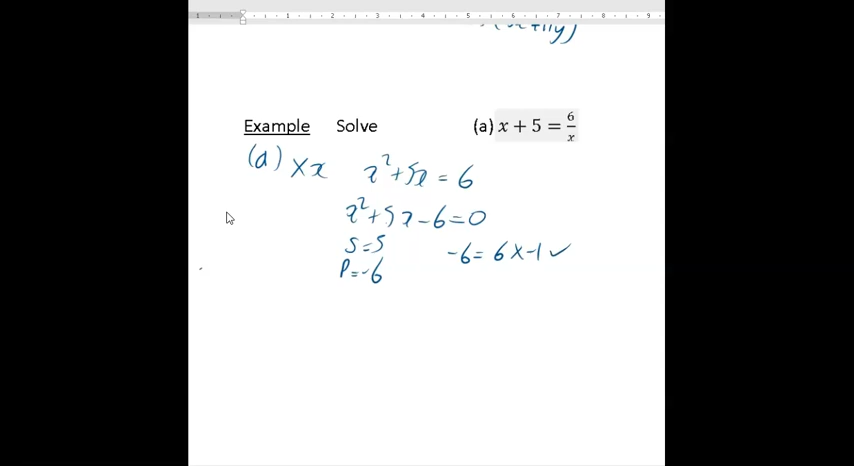 Example Solve (a) x + 5 = 6/x
(a) × x x² + 5x = 6
x² + 5x - 6 = 0
S = 5
-6 = 6 × -1 ✓
P = -6